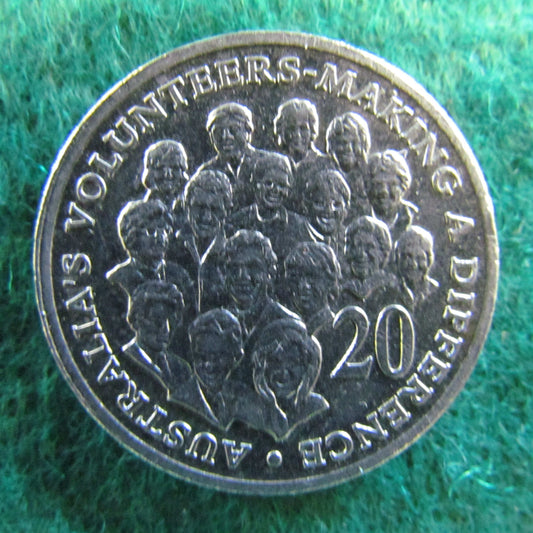 AUSTRALIA'S VOLUNTEERS-MAKING A DIFFERENCE •
20